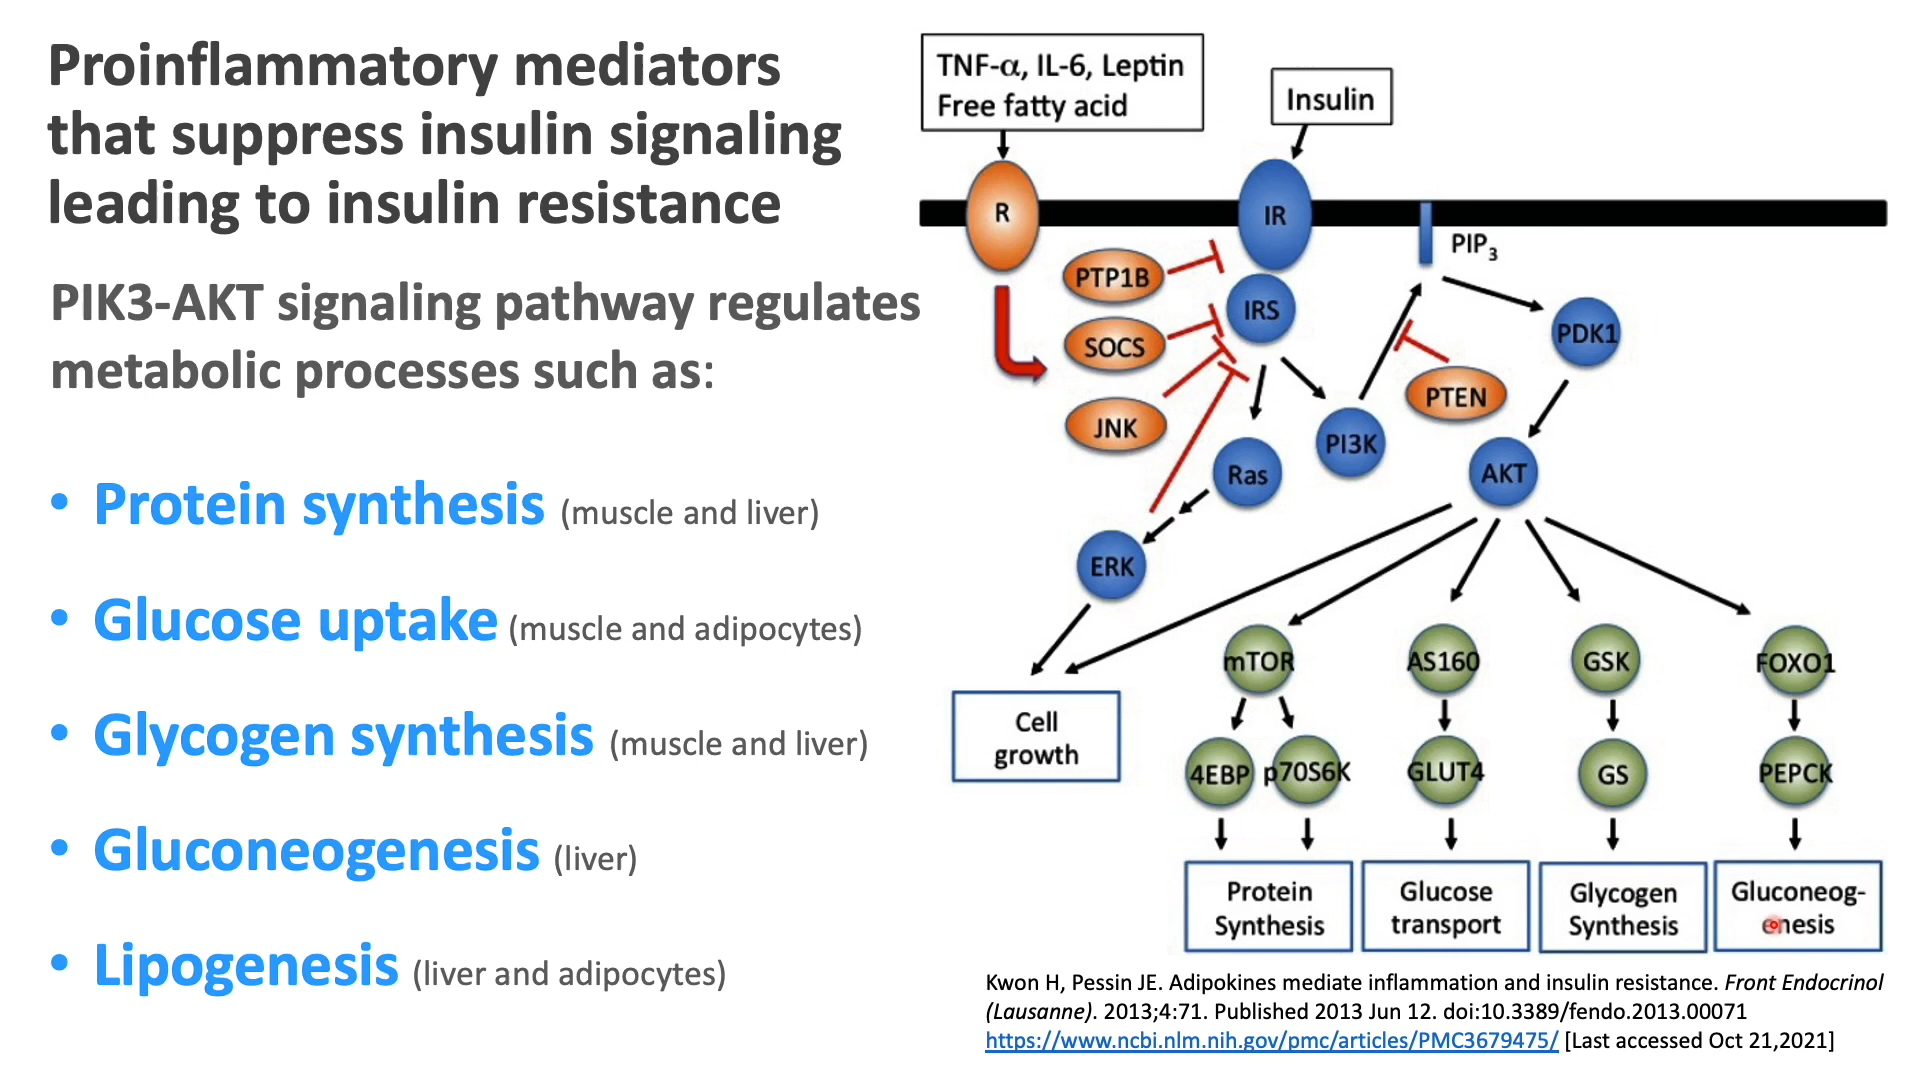 Proinflammatory mediators
that suppress insulin signaling
leading to insulin resistance
PIK3-AKT signaling pathway regulates
metabolic processes such as:
• Protein synthesis (muscle and liver)
• Glucose uptake (muscle and adipocytes)
• Glycogen synthesis (muscle and liver)
• Gluconeogenesis (liver)
• Lipogenesis (liver and adipocytes)
TNF-α, IL-6, Leptin
Free fatty acid
Insulin
R
IR
PIP3
PTP1B
IRS
SOCS
PDK1
JNK
PTEN
PI3K
Ras
AKT
ERK
mTOR
AS160
GSK
FOXO1
Cell
growth
4EBP
p70S6K
GLUT4
GS
PEPCK
Protein
Synthesis
Glucose
transport
Glycogen
Synthesis
Gluconeog-
enesis
Kwon H, Pessin JE. Adipokines mediate inflammation and insulin resistance. Front Endocrinol
(Lausanne). 2013;4:71. Published 2013 Jun 12. doi:10.3389/fendo.2013.00071
https://www.ncbi.nlm.nih.gov/pmc/articles/PMC3679475/ [Last accessed Oct 21,2021]